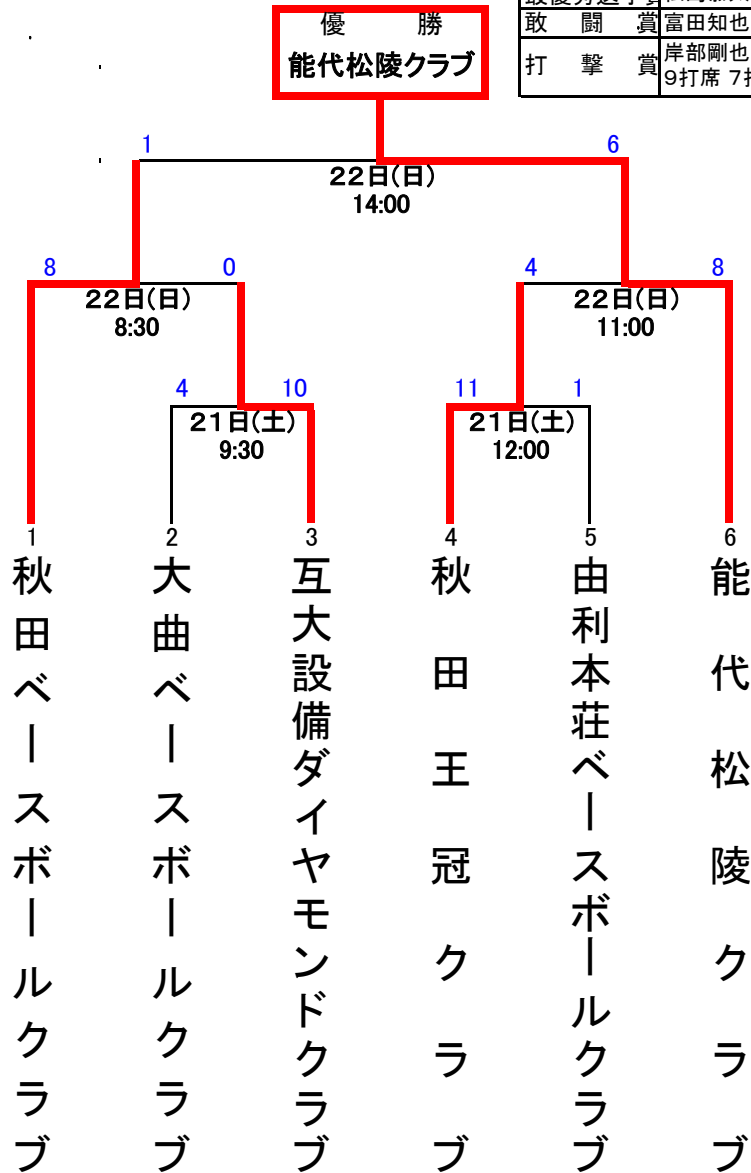 優勝
能代松陵クラブ
敢闘賞 富田知也
打撃賞 岸部剛也
9打席
1 6
22日(日)
14:00
8 0 4 8
22日(日) 22日(日)
8:30 11:00
4 10 11 1
21日(土) 21日(土)
9:30 12:00
1 2 3 4 5 6
秋田ベースボールクラブ
大曲ベースボールクラブ
互大設備ダイヤモンドクラブ
秋田王冠クラブ
由利本荘ベースボールクラブ
能代松陵クラブ